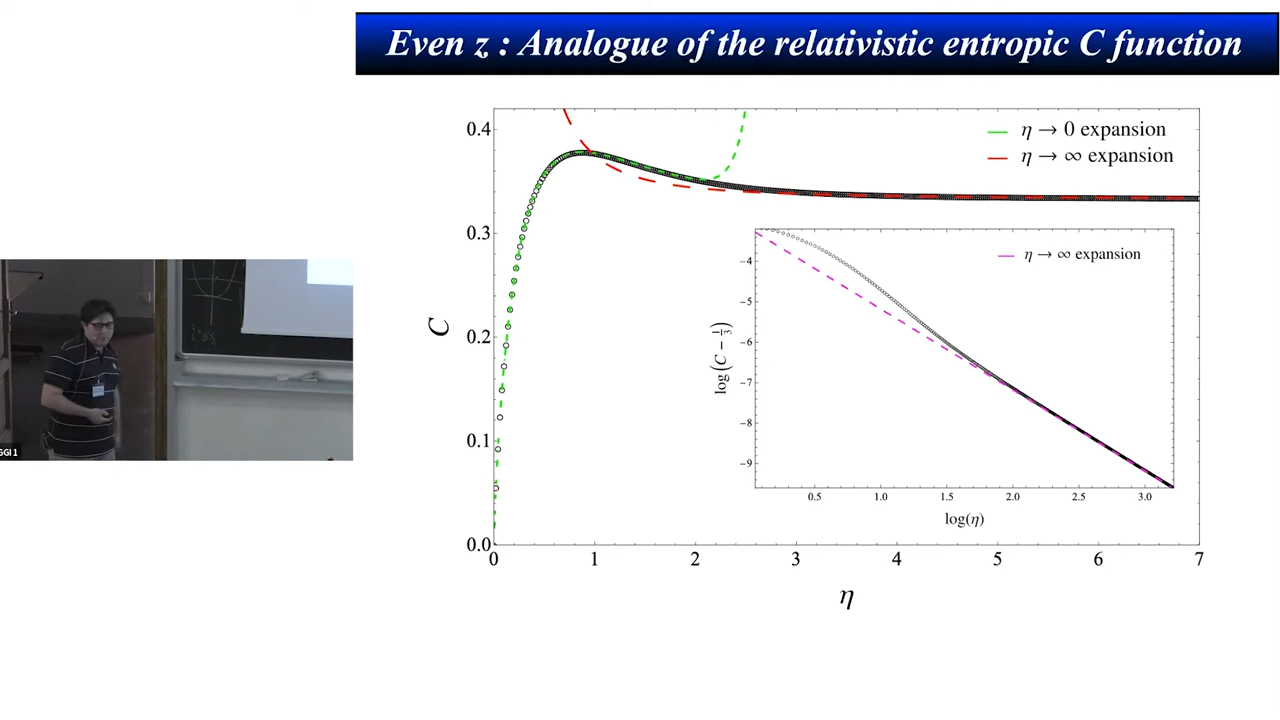 Even z : Analogue of the relativistic entropic C function
η → 0 expansion
η → ∞ expansion
0.4
0.3
0.2
0.1
0.0
C
0
1
2
3
4
5
6
7
η
η → ∞ expansion
-4
-5
-6
-7
-8
-9
log(C − 1/3)
0.5
1.0
1.5
2.0
2.5
3.0
log(η)
GGI 1